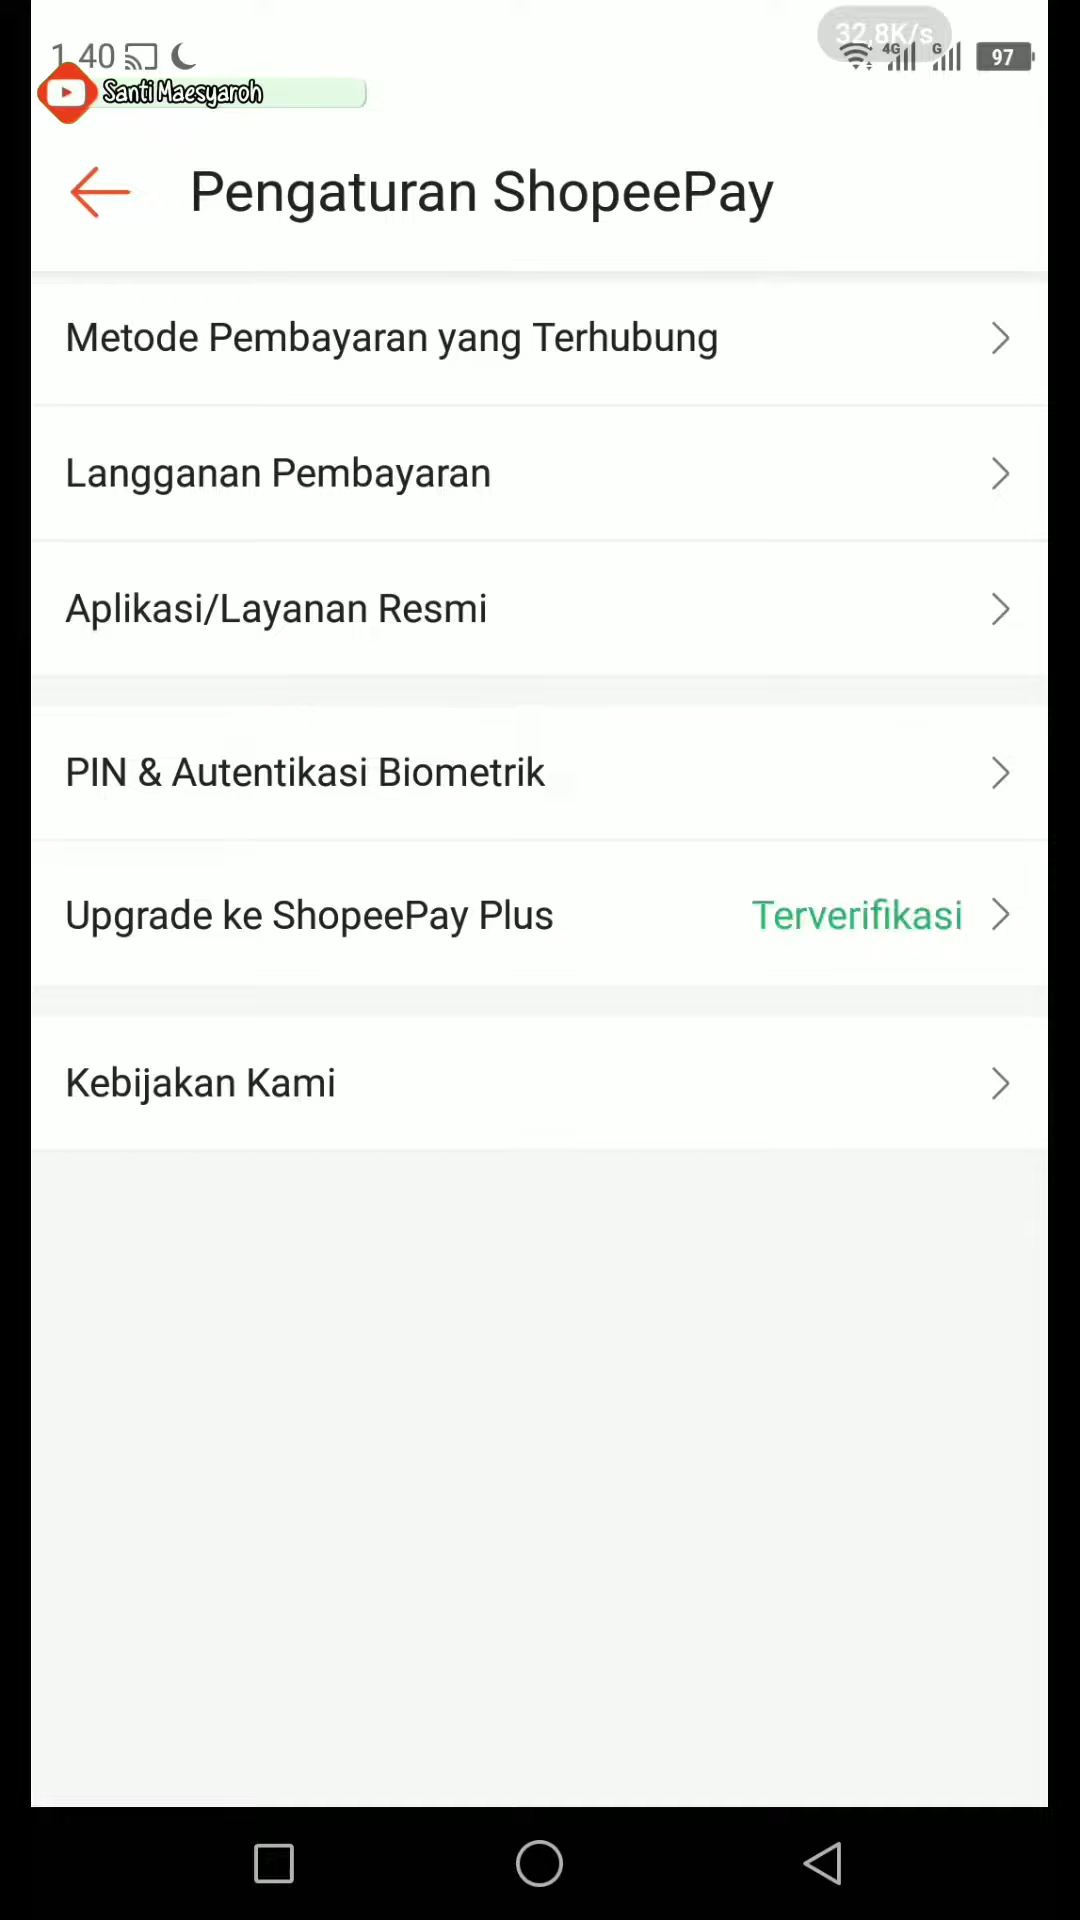 32,8K/s
1.40 4G G 97
Santi Maesyaroh
Pengaturan ShopeePay
Metode Pembayaran yang Terhubung
Langganan Pembayaran
Aplikasi/Layanan Resmi
PIN & Autentikasi Biometrik
Upgrade ke ShopeePay Plus Terverifikasi
Kebijakan Kami